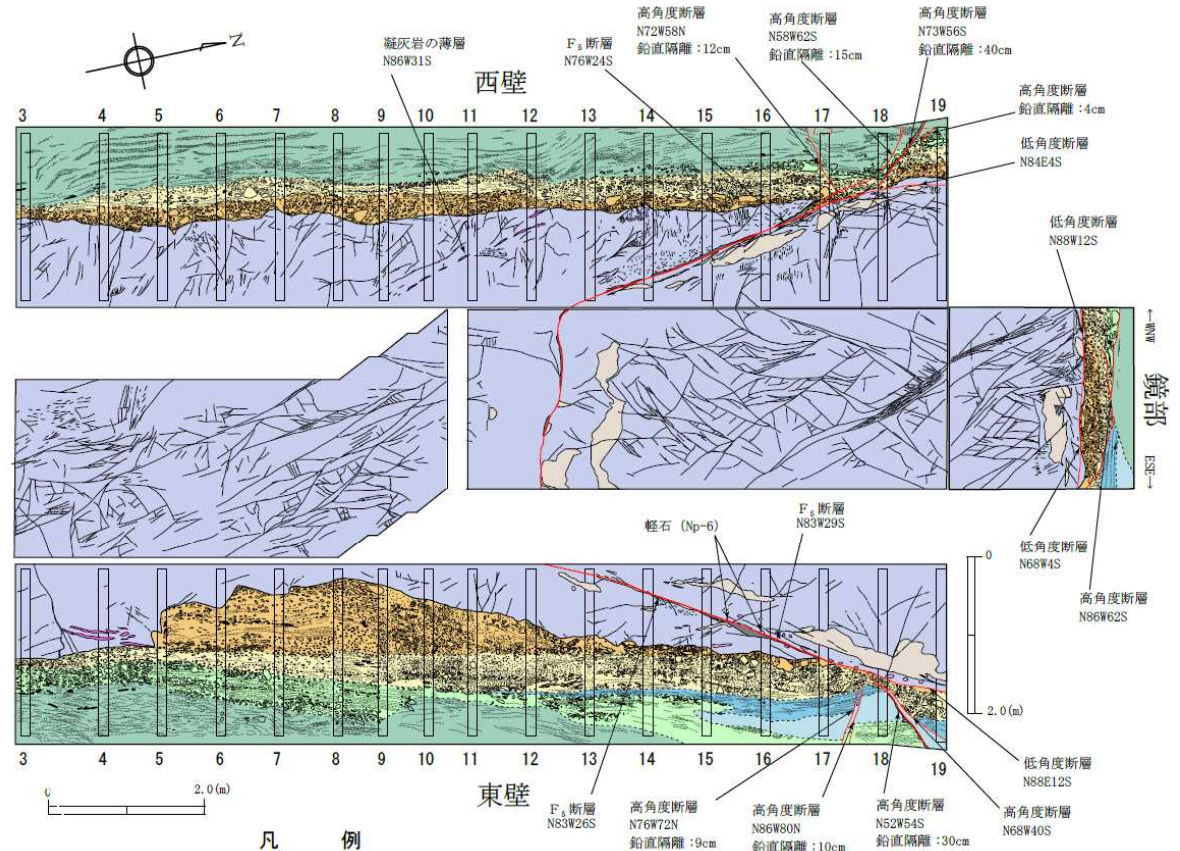 高角度断層
N72W58N
鉛直隔離:12cm
高角度断層
N58W62S
鉛直隔離:15cm
高角度断層
N73W56S
鉛直隔離:40cm
N
凝灰岩の薄層
N86W31S
F₅断層
N76W24S
西壁
高角度断層
鉛直隔離:4cm
低角度断層
N84E4S
3 4 5 6 7 8 9 10 11 12 13 14 15 16 17 18 19
低角度断層
N88W12S
←WNW
鏡部
ESE→
低角度断層
N68W4S
高角度断層
N86W62S
軽石 (Np-6)
F₅断層
N83W29S
0
2.0(m)
3 4 5 6 7 8 9 10 11 12 13 14 15 16 17 18 19
東壁
0 2.0(m)
F₅断層
N83W26S
高角度断層
N76W72N
鉛直隔離:9cm
高角度断層
N86W80N
鉛直隔離:10cm
高角度断層
N52W54S
鉛直隔離:30cm
高角度断層
N68W40S
低角度断層
N88E12S
凡 例